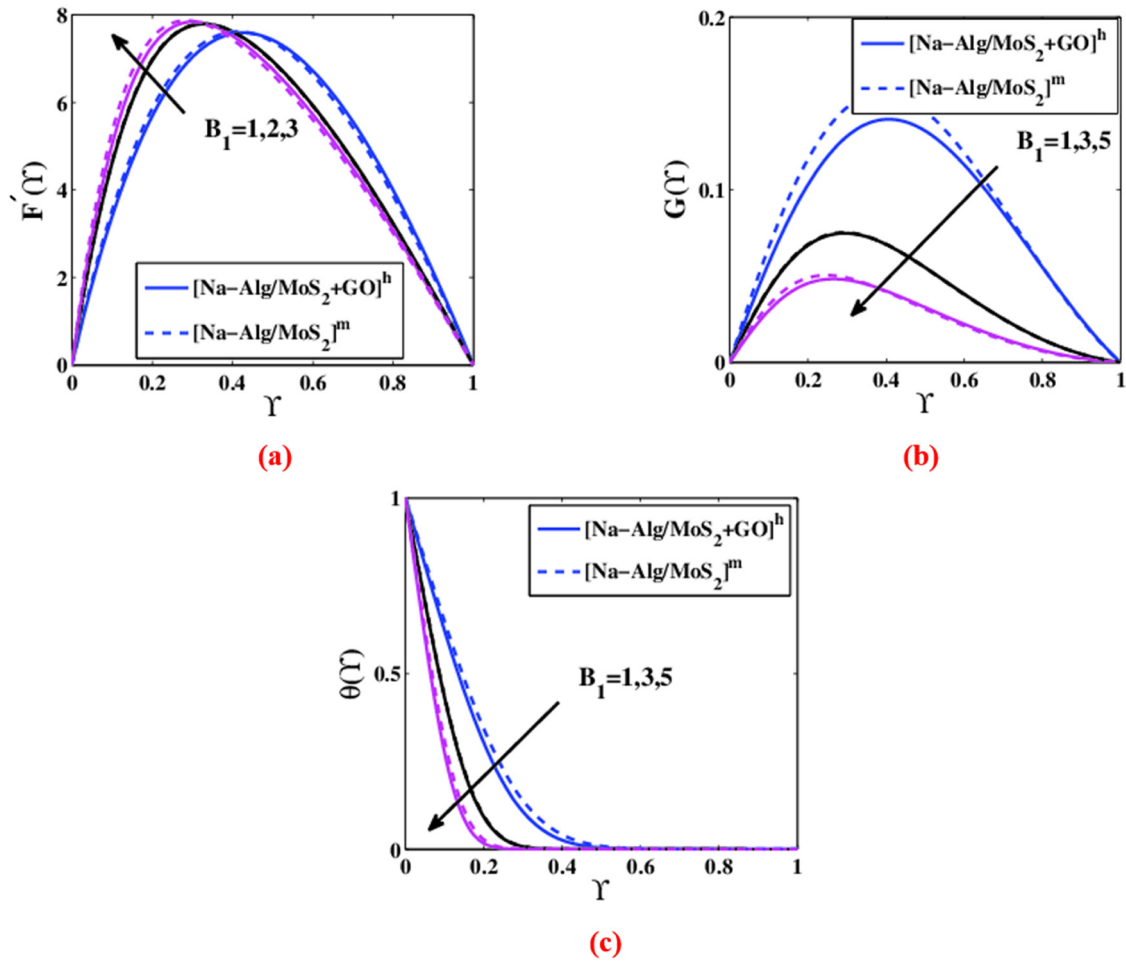 8
6
4
2
0
F´(ϒ)
B₁=1,2,3
[Na−Alg/MoS₂+GO]ʰ
[Na−Alg/MoS₂]ᵐ
0 0.2 0.4 0.6 0.8 1
ϒ
(a)
0.2
0.1
0
G(ϒ)
[Na−Alg/MoS₂+GO]ʰ
[Na−Alg/MoS₂]ᵐ
B₁=1,3,5
0 0.2 0.4 0.6 0.8 1
ϒ
(b)
1
0.5
0
θ(ϒ)
[Na−Alg/MoS₂+GO]ʰ
[Na−Alg/MoS₂]ᵐ
B₁=1,3,5
0 0.2 0.4 0.6 0.8 1
ϒ
(c)